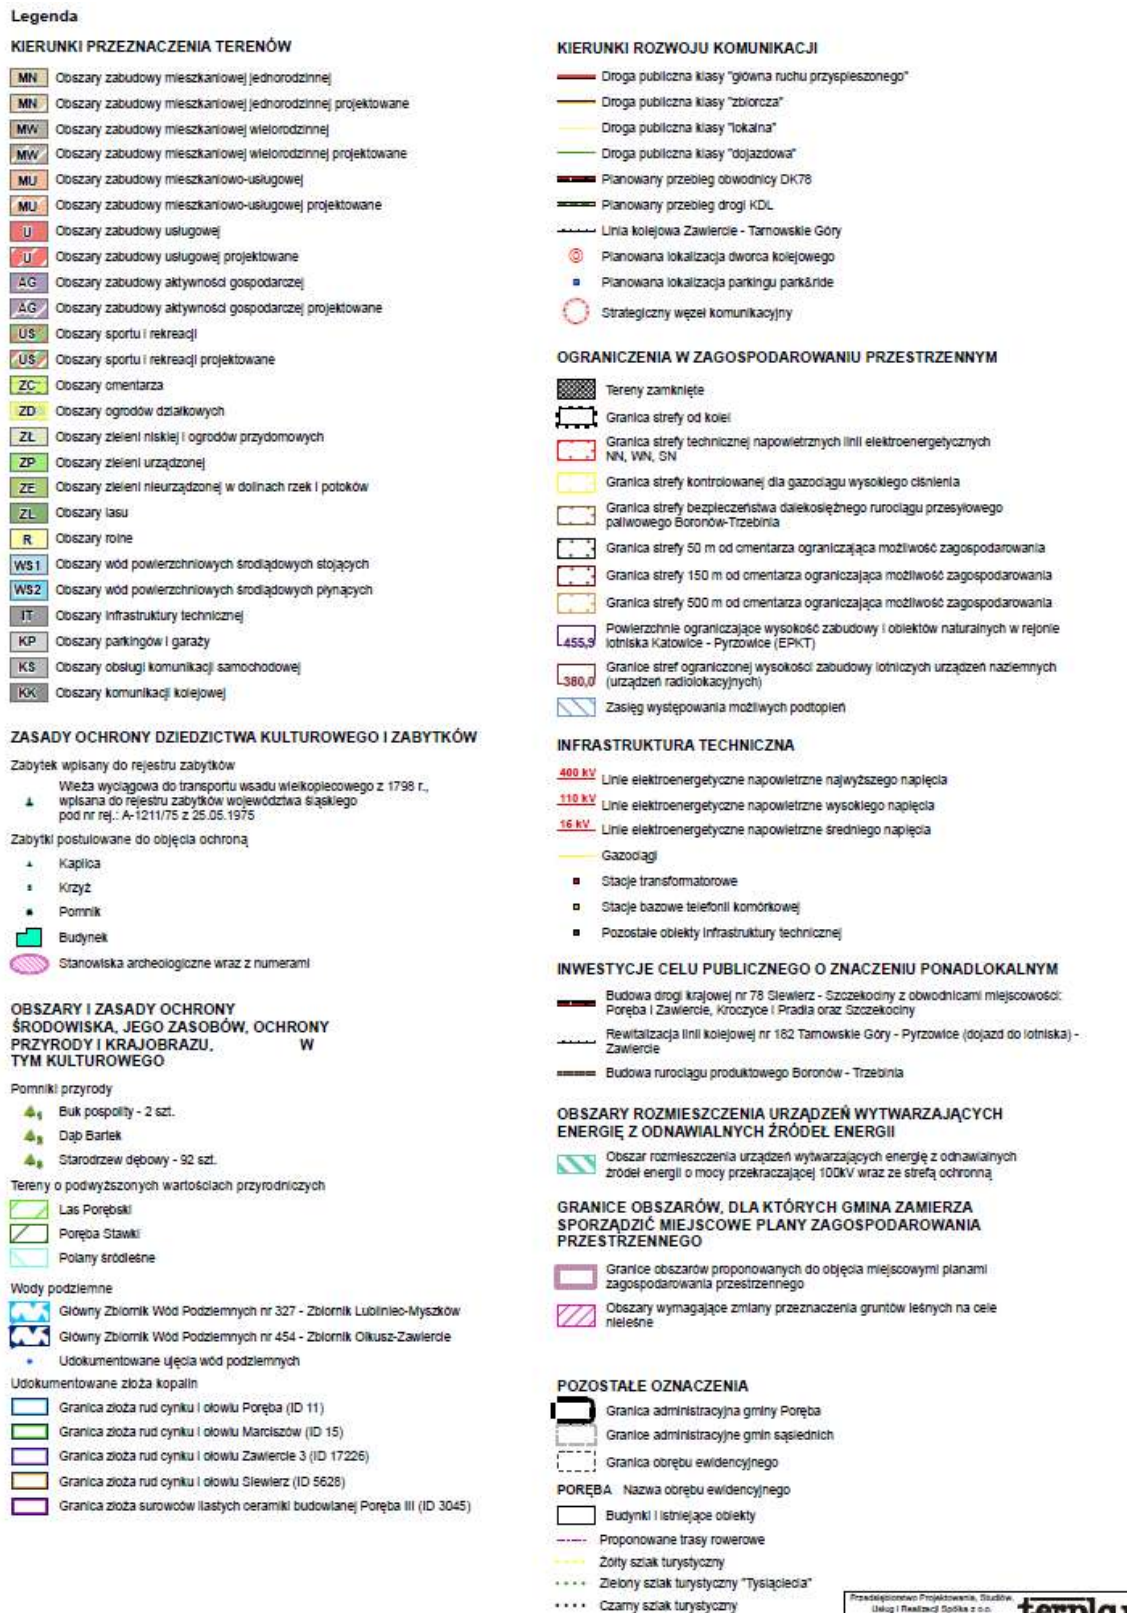 Legenda
KIERUNKI PRZEZNACZENIA TERENÓW
MN Obszary zabudowy mieszkaniowej jednorodzinnej
MN Obszary zabudowy mieszkaniowej jednorodzinnej projektowane
MW Obszary zabudowy mieszkaniowej wielorodzinnej
MW Obszary zabudowy mieszkaniowej wielorodzinnej projektowane
MU Obszary zabudowy mieszkaniowo-usługowej
MU Obszary zabudowy mieszkaniowo-usługowej projektowane
U Obszary zabudowy usługowej
U Obszary zabudowy usługowej projektowane
AG Obszary zabudowy aktywności gospodarczej
AG Obszary zabudowy aktywności gospodarczej projektowane
US Obszary sportu i rekreacji
US Obszary sportu i rekreacji projektowane
ZC Obszary cmentarza
ZD Obszary ogrodów działkowych
ZŁ Obszary zieleni niskiej i ogrodów przydomowych
ZP Obszary zieleni urządzonej
ZE Obszary zieleni nieurządzonej w dolinach rzek i potoków
ZL Obszary lasu
R Obszary rolne
WS1 Obszary wód powierzchniowych śródlądowych stojących
WS2 Obszary wód powierzchniowych śródlądowych płynących
IT Obszary infrastruktury technicznej
KP Obszary parkingów i garaży
KS Obszary obsługi komunikacji samochodowej
KK Obszary komunikacji kolejowej
ZASADY OCHRONY DZIEDZICTWA KULTUROWEGO I ZABYTKÓW
Zabytek wpisany do rejestru zabytków
Wieża wyciągowa do transportu wsadu wielkopiecowego z 1798 r.,
wpisana do rejestru zabytków województwa śląskiego
pod nr rej.: A-1211/75 z 25.05.1975
Zabytki postulowane do objęcia ochroną
Kaplica
Krzyż
Pomnik
Budynek
Stanowiska archeologiczne wraz z numerami
OBSZARY I ZASADY OCHRONY
ŚRODOWISKA, JEGO ZASOBÓW, OCHRONY
PRZYRODY I KRAJOBRAZU, W
TYM KULTUROWEGO
Pomniki przyrody
Buk pospolity - 2 szt.
Dąb Bartek
Starodrzew dębowy - 92 szt.
Tereny o podwyższonych wartościach przyrodniczych
Las Porębski
Poręba Stawki
Polany śródleśne
Wody podziemne
Główny Zbiornik Wód Podziemnych nr 327 - Zbiornik Lubliniec-Myszków
Główny Zbiornik Wód Podziemnych nr 454 - Zbiornik Olkusz-Zawiercie
Udokumentowane ujęcia wód podziemnych
Udokumentowane złoża kopalin
Granica złoża rud cynku i ołowiu Poręba (ID 11)
Granica złoża rud cynku i ołowiu Marciszów (ID 15)
Granica złoża rud cynku i ołowiu Zawiercie 3 (ID 17226)
Granica złoża rud cynku i ołowiu Siewierz (ID 5628)
Granica złoża surowców ilastych ceramiki budowlanej Poręba III (ID 3045)
KIERUNKI ROZWOJU KOMUNIKACJI
Droga publiczna klasy "główna ruchu przyspieszonego"
Droga publiczna klasy "zbiorcza"
Droga publiczna klasy "lokalna"
Droga publiczna klasy "dojazdowa"
Planowany przebieg obwodnicy DK78
Planowany przebieg drogi KDL
Linia kolejowa Zawiercie - Tarnowskie Góry
Planowana lokalizacja dworca kolejowego
Planowana lokalizacja parkingu park&ride
Strategiczny węzeł komunikacyjny
OGRANICZENIA W ZAGOSPODAROWANIU PRZESTRZENNYM
Tereny zamknięte
Granica strefy od kolei
Granica strefy technicznej napowietrznych linii elektroenergetycznych
NN, WN, SN
Granica strefy kontrolowanej dla gazociągu wysokiego ciśnienia
Granica strefy bezpieczeństwa dalekosiężnego rurociągu przesyłowego
paliwowego Boronów-Trzebinia
Granica strefy 50 m od cmentarza ograniczająca możliwość zagospodarowania
Granica strefy 150 m od cmentarza ograniczająca możliwość zagospodarowania
Granica strefy 500 m od cmentarza ograniczająca możliwość zagospodarowania
455,9 Powierzchnie ograniczające wysokość zabudowy i obiektów naturalnych w rejonie
lotniska Katowice - Pyrzowice (EPKT)
380,0 Granice stref ograniczonej wysokości zabudowy lotniczych urządzeń naziemnych
(urządzeń radiolokacyjnych)
Zasięg występowania możliwych podtopień
INFRASTRUKTURA TECHNICZNA
400 kV Linie elektroenergetyczne napowietrzne najwyższego napięcia
110 kV Linie elektroenergetyczne napowietrzne wysokiego napięcia
16 kV Linie elektroenergetyczne napowietrzne średniego napięcia
Gazociągi
Stacje transformatorowe
Stacje bazowe telefonii komórkowej
Pozostałe obiekty infrastruktury technicznej
INWESTYCJE CELU PUBLICZNEGO O ZNACZENIU PONADLOKALNYM
Budowa drogi krajowej nr 78 Siewierz - Szczekociny z obwodnicami miejscowości:
Poręba i Zawiercie, Kroczyce i Pradła oraz Szczekociny
Rewitalizacja linii kolejowej nr 182 Tarnowskie Góry - Pyrzowice (dojazd do lotniska) -
Zawiercie
Budowa rurociągu produktowego Boronów - Trzebinia
OBSZARY ROZMIESZCZENIA URZĄDZEŃ WYTWARZAJĄCYCH
ENERGIĘ Z ODNAWIALNYCH ŹRÓDEŁ ENERGII
Obszar rozmieszczenia urządzeń wytwarzających energię z odnawialnych
źródeł energii o mocy przekraczającej 100kV wraz ze strefą ochronną
GRANICE OBSZARÓW, DLA KTÓRYCH GMINA ZAMIERZA
SPORZĄDZIĆ MIEJSCOWE PLANY ZAGOSPODAROWANIA
PRZESTRZENNEGO
Granice obszarów proponowanych do objęcia miejscowymi planami
zagospodarowania przestrzennego
Obszary wymagające zmiany przeznaczenia gruntów leśnych na cele
nieleśne
POZOSTAŁE OZNACZENIA
Granica administracyjna gminy Poręba
Granice administracyjne gmin sąsiednich
Granica obrębu ewidencyjnego
PORĘBA Nazwa obrębu ewidencyjnego
Budynki i istniejące obiekty
Proponowane trasy rowerowe
Żółty szlak turystyczny
Zielony szlak turystyczny "Tysiąclecia"
Czarny szlak turystyczny
Przedsiębiorstwo Projektowania, Studiów,
Usług i Realizacji Spółka z o.o.